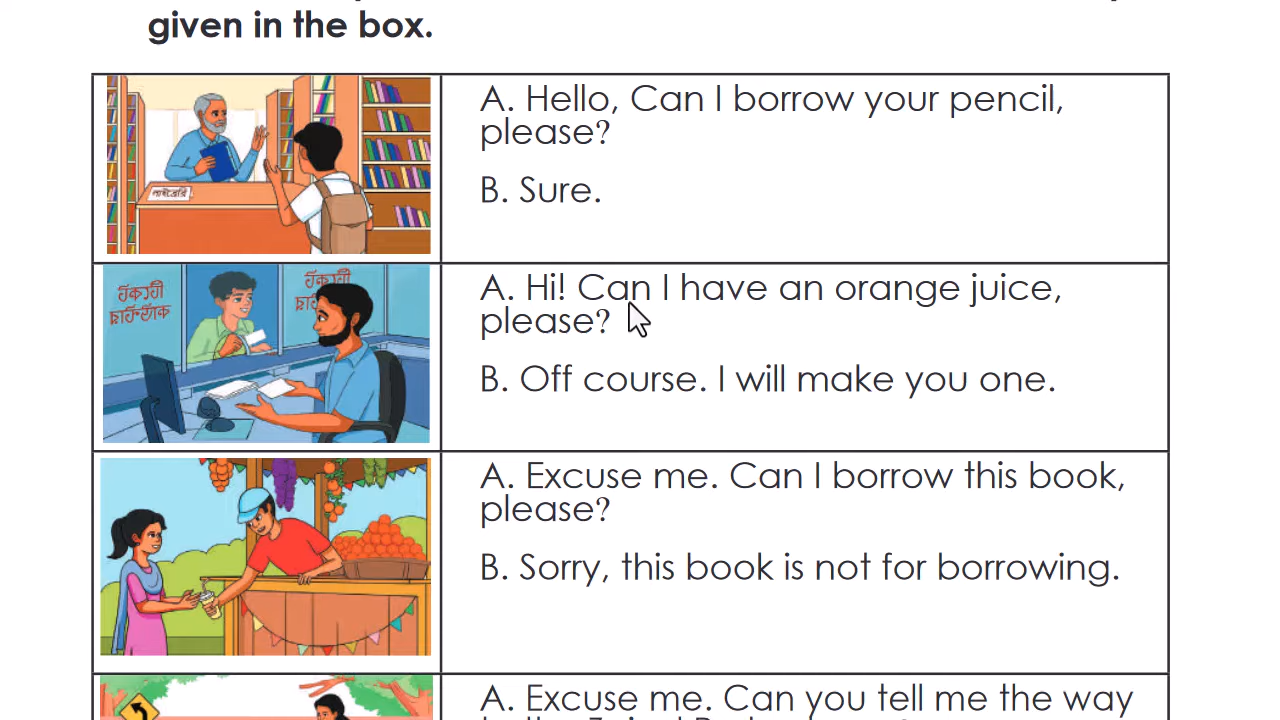 given in the box.
A. Hello, Can I borrow your pencil,
please?
B. Sure.
A. Hi! Can I have an orange juice,
please?
B. Off course. I will make you one.
A. Excuse me. Can I borrow this book,
please?
B. Sorry, this book is not for borrowing.
A. Excuse me. Can you tell me the way